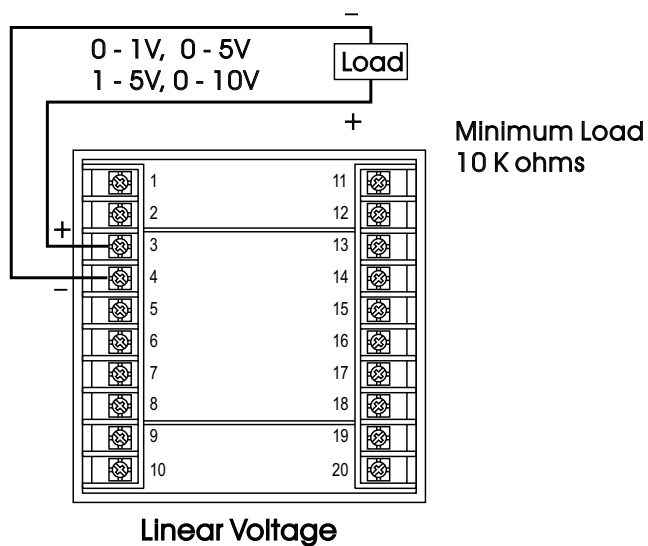 −
0 - 1V, 0 - 5V
1 - 5V, 0 - 10V
Load
+
Minimum Load
10 K ohms
1 11
2 12
+
3 13
4 14
−
5 15
6 16
7 17
8 18
9 19
10 20
Linear Voltage